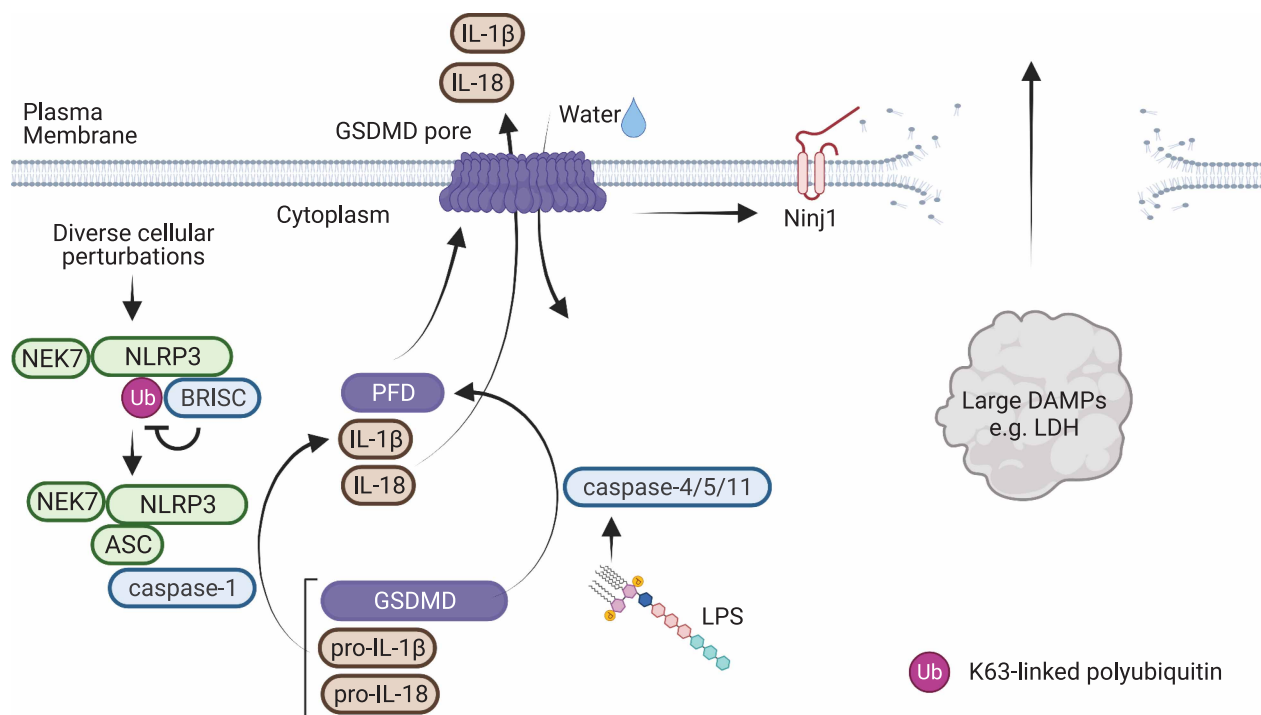 IL-1β
IL-18
Plasma
Membrane
GSDMD pore
Water
Cytoplasm
Ninj1
Diverse cellular
perturbations
NEK7
NLRP3
Ub
BRISC
PFD
IL-1β
IL-18
Large DAMPs
e.g. LDH
NEK7
NLRP3
ASC
caspase-1
caspase-4/5/11
GSDMD
pro-IL-1β
pro-IL-18
P
P
LPS
Ub
K63-linked polyubiquitin